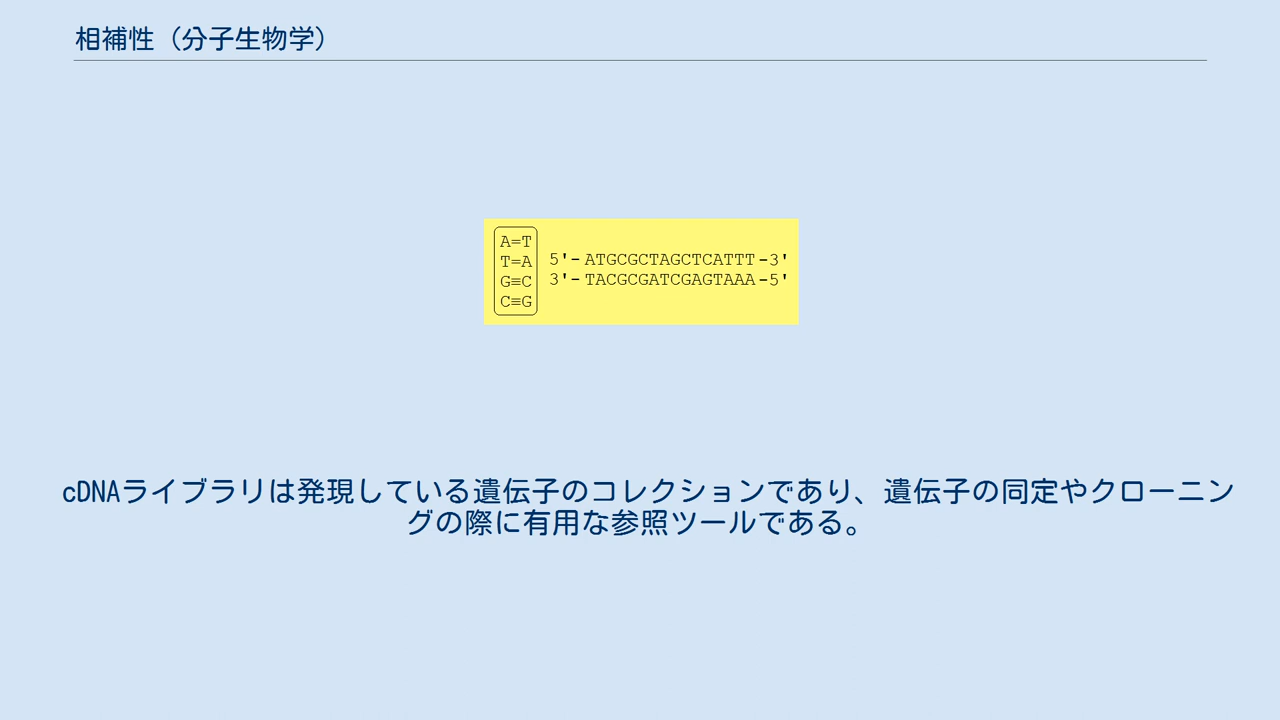 相補性（分子生物学）
A=T
T=A
G≡C
C≡G
5'-ATGCGCTAGCTCATTT-3'
3'-TACGCGATCGAGTAAA-5'
cDNAライブラリは発現している遺伝子のコレクションであり、遺伝子の同定やクローニン
グの際に有用な参照ツールである。